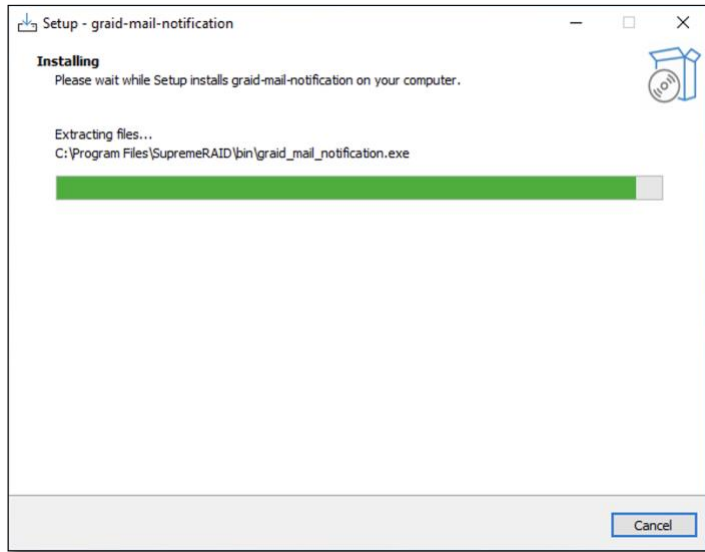 Setup - graid-mail-notification
Installing
Please wait while Setup installs graid-mail-notification on your computer.
Extracting files...
C:\Program Files\SupremeRAID\bin\graid_mail_notification.exe
Cancel